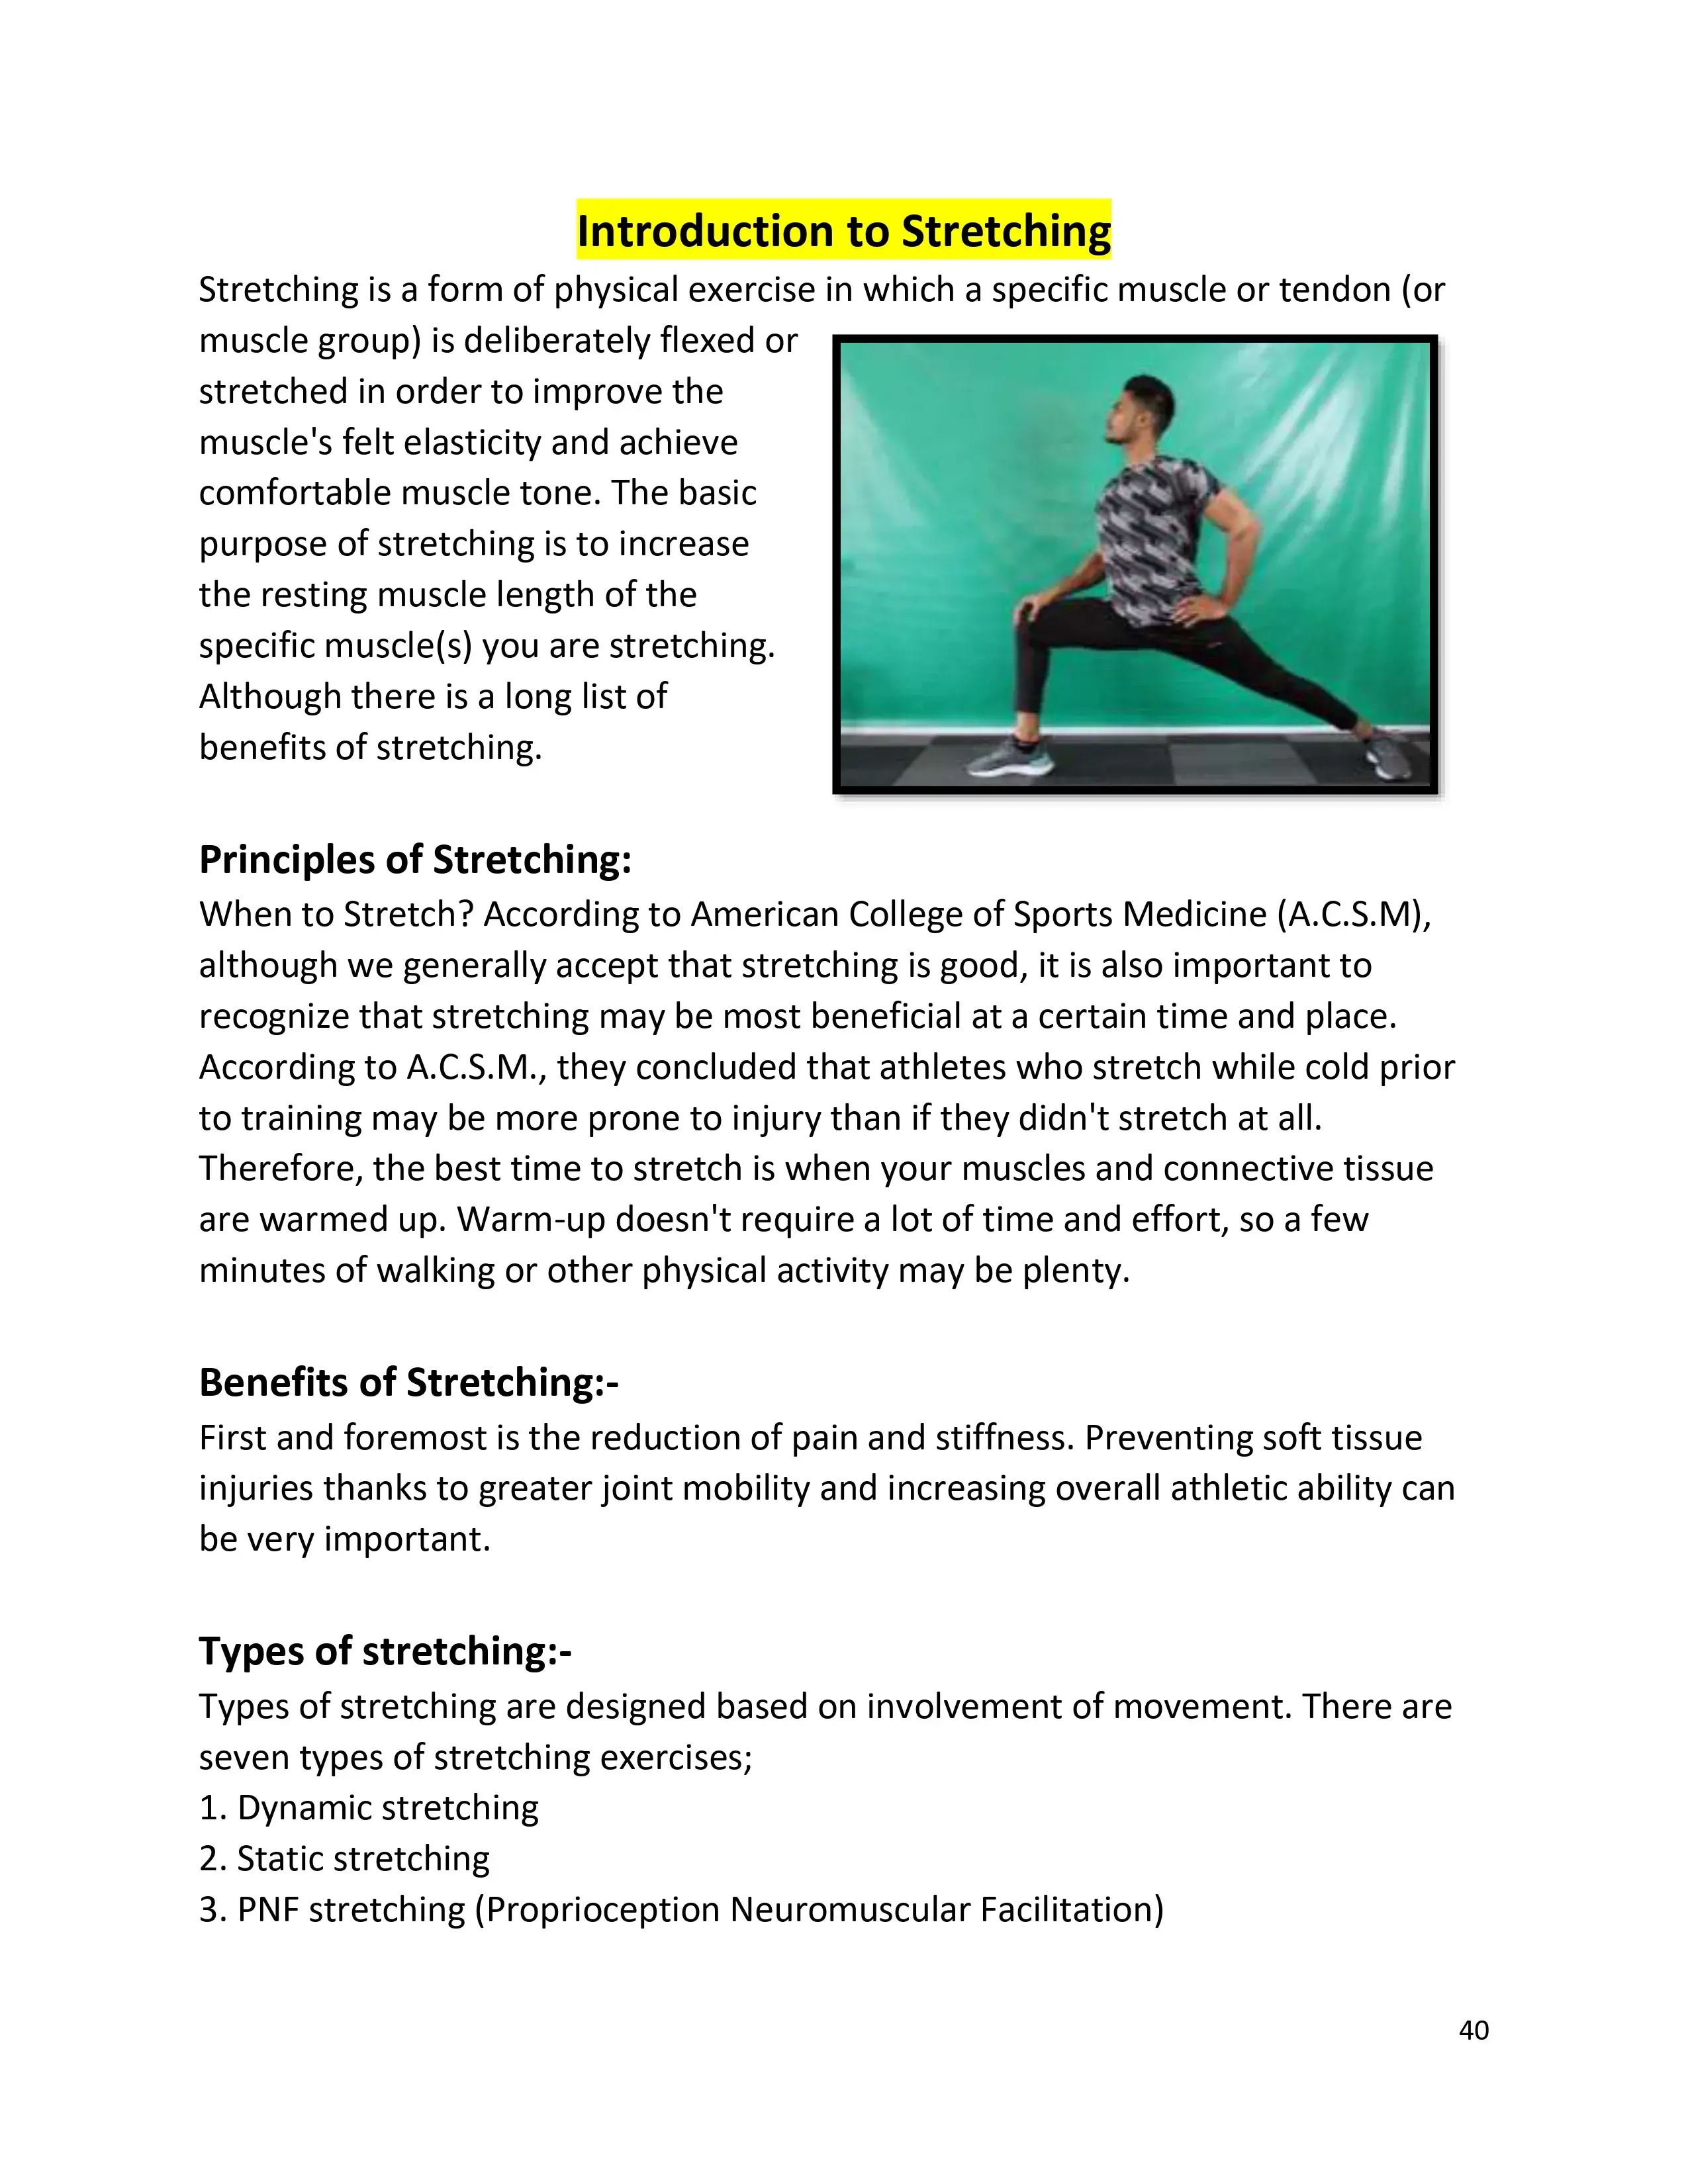 Introduction to Stretching
Stretching is a form of physical exercise in which a specific muscle or tendon (or
muscle group) is deliberately flexed or
stretched in order to improve the
muscle's felt elasticity and achieve
comfortable muscle tone. The basic
purpose of stretching is to increase
the resting muscle length of the
specific muscle(s) you are stretching.
Although there is a long list of
benefits of stretching.
Principles of Stretching:
When to Stretch? According to American College of Sports Medicine (A.C.S.M),
although we generally accept that stretching is good, it is also important to
recognize that stretching may be most beneficial at a certain time and place.
According to A.C.S.M., they concluded that athletes who stretch while cold prior
to training may be more prone to injury than if they didn't stretch at all.
Therefore, the best time to stretch is when your muscles and connective tissue
are warmed up. Warm-up doesn't require a lot of time and effort, so a few
minutes of walking or other physical activity may be plenty.
Benefits of Stretching:-
First and foremost is the reduction of pain and stiffness. Preventing soft tissue
injuries thanks to greater joint mobility and increasing overall athletic ability can
be very important.
Types of stretching:-
Types of stretching are designed based on involvement of movement. There are
seven types of stretching exercises;
1. Dynamic stretching
2. Static stretching
3. PNF stretching (Proprioception Neuromuscular Facilitation)
40